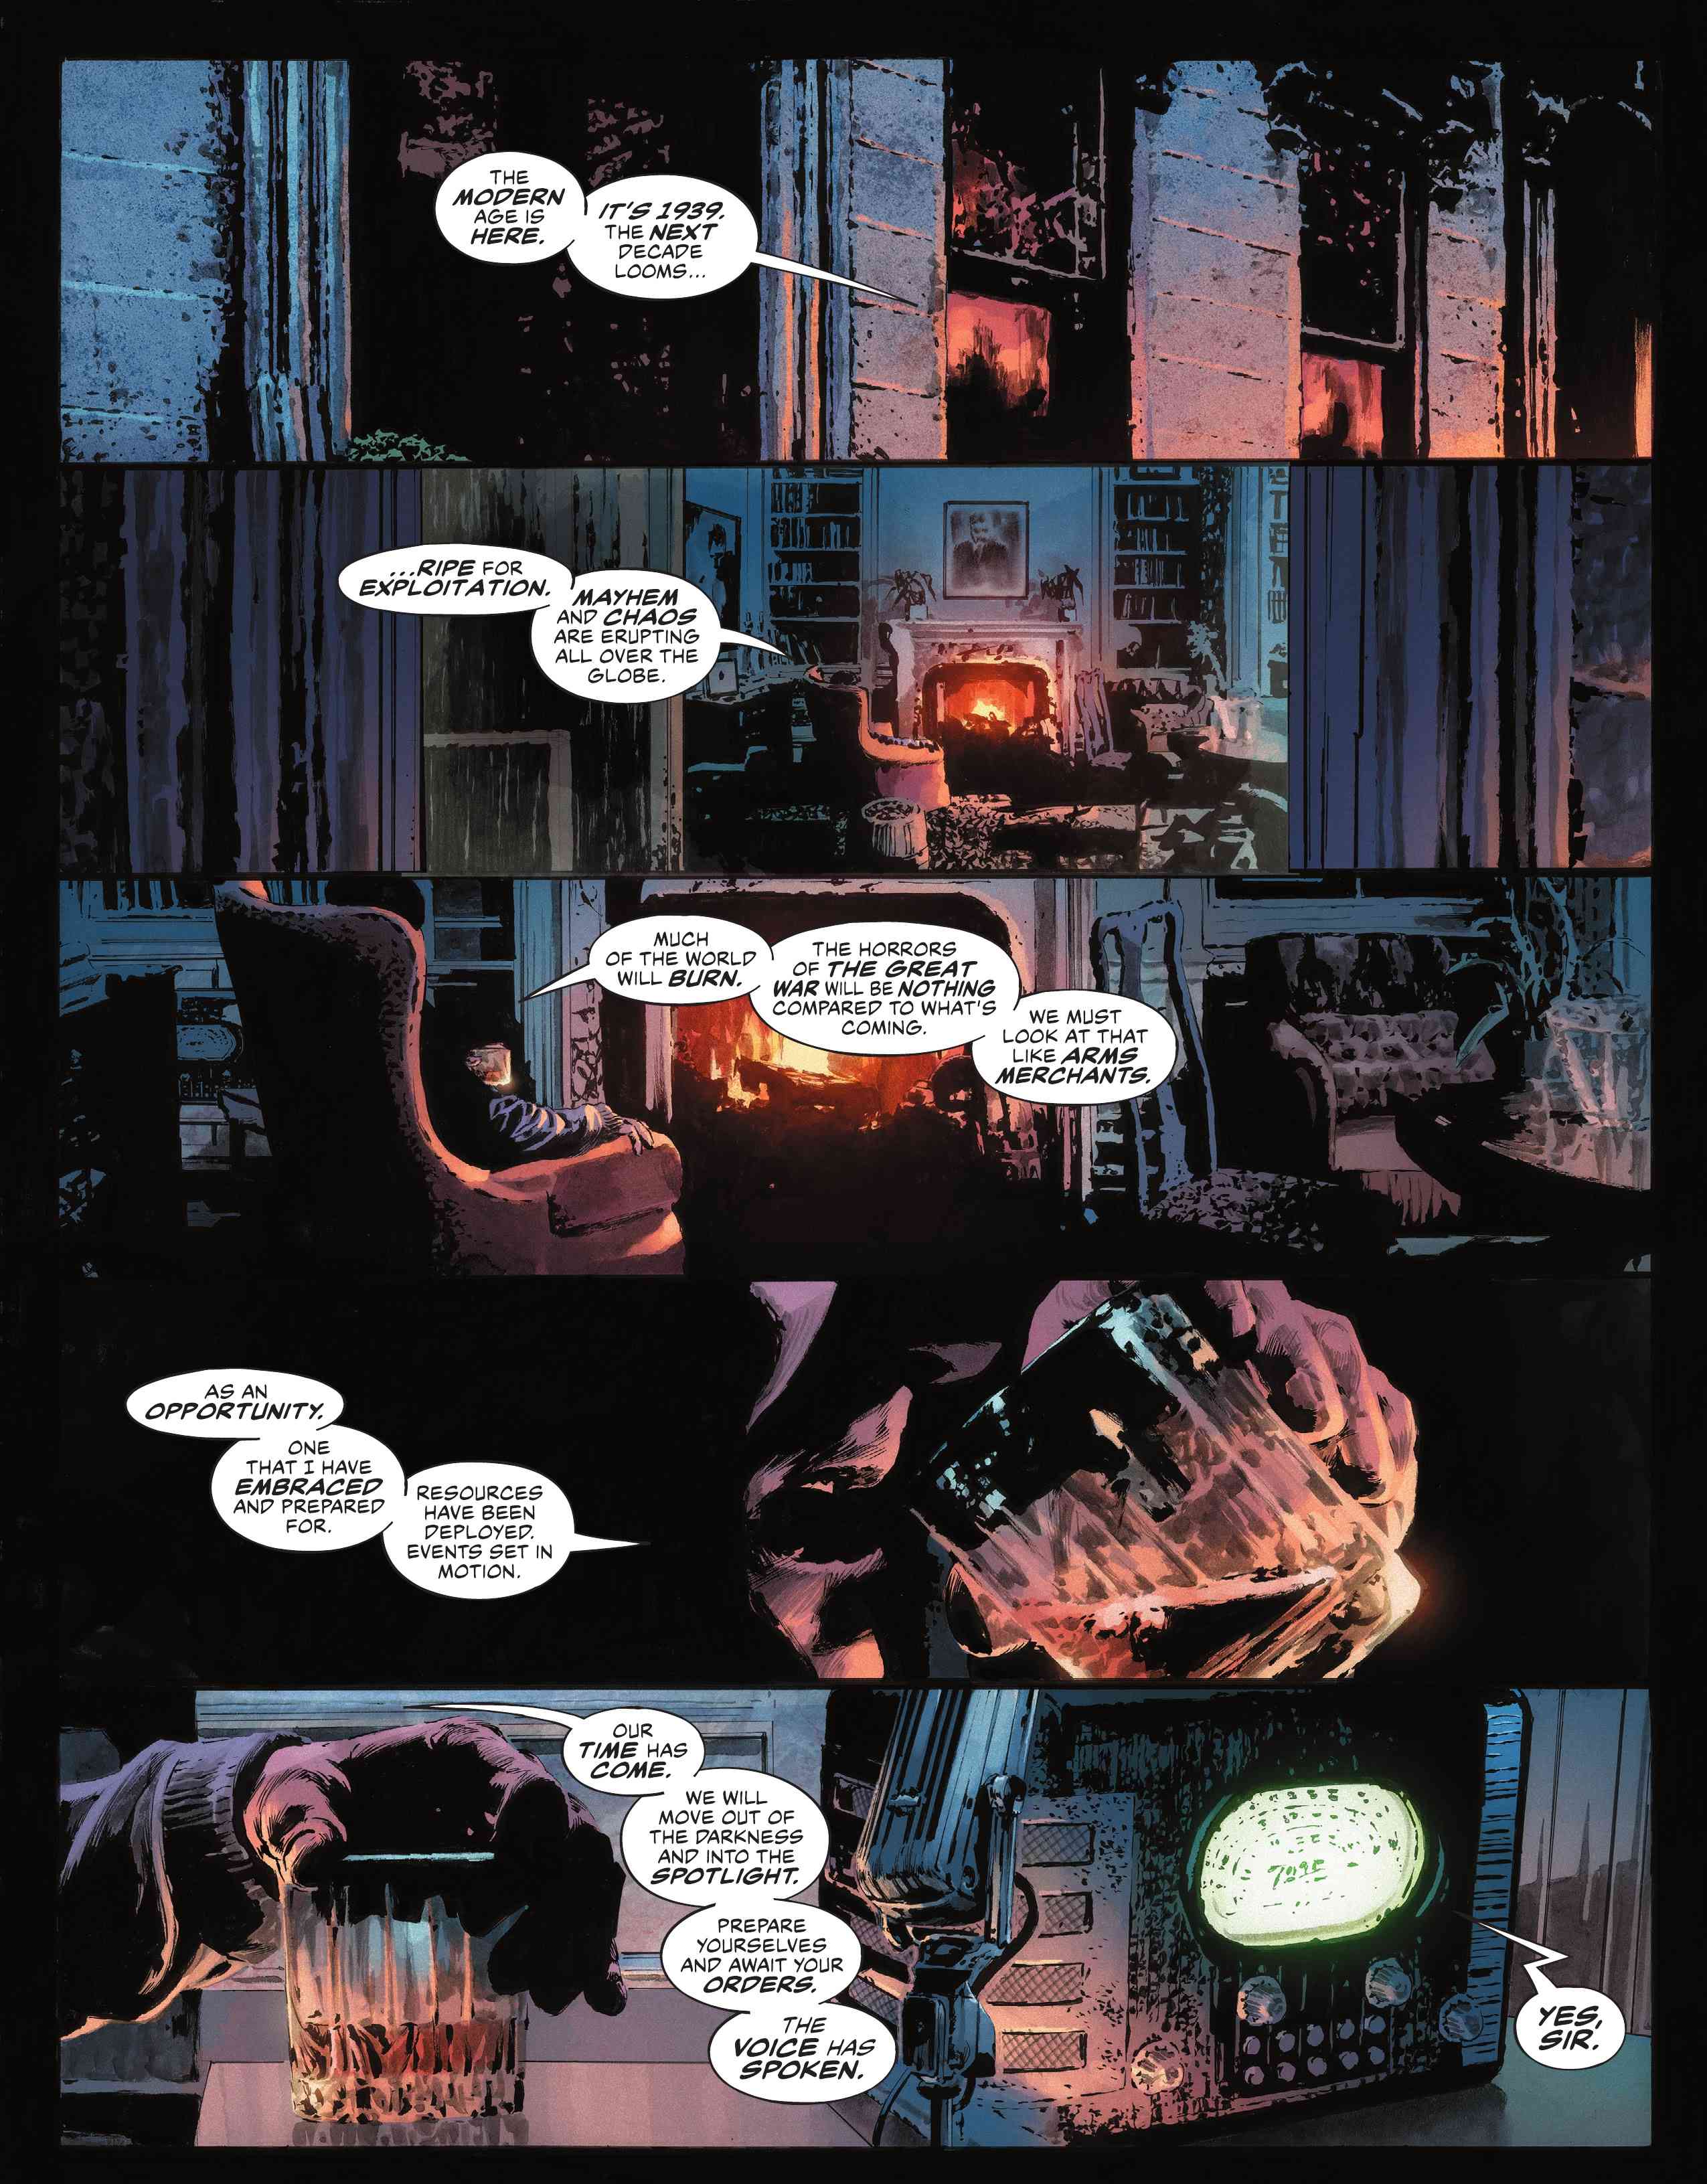 THE
MODERN
AGE IS
HERE.
IT'S 1939.
THE NEXT
DECADE
LOOMS...
...RIPE FOR
EXPLOITATION.
MAYHEM
AND CHAOS
ARE ERUPTING
ALL OVER THE
GLOBE.
MUCH
OF THE WORLD
WILL BURN.
THE HORRORS
OF THE GREAT
WAR WILL BE NOTHING
COMPARED TO WHAT'S
COMING.
WE MUST
LOOK AT THAT
LIKE ARMS
MERCHANTS.
AS AN
OPPORTUNITY.
ONE
THAT I HAVE
EMBRACED
AND PREPARED
FOR.
RESOURCES
HAVE BEEN
DEPLOYED.
EVENTS SET IN
MOTION.
OUR
TIME HAS
COME.
WE WILL
MOVE OUT OF
THE DARKNESS
AND INTO THE
SPOTLIGHT.
PREPARE
YOURSELVES
AND AWAIT YOUR
ORDERS.
THE
VOICE HAS
SPOKEN.
YES,
SIR.